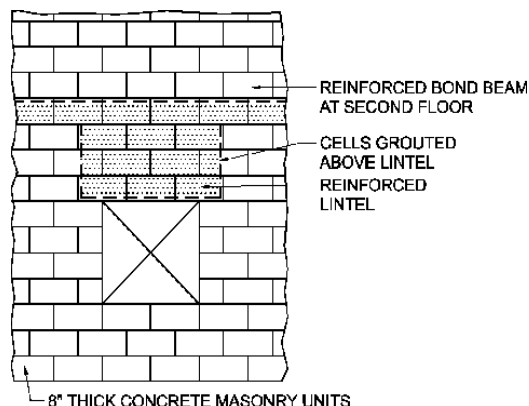 REINFORCED BOND BEAM
AT SECOND FLOOR
CELLS GROUTED
ABOVE LINTEL
REINFORCED
LINTEL
8" THICK CONCRETE MASONRY UNITS